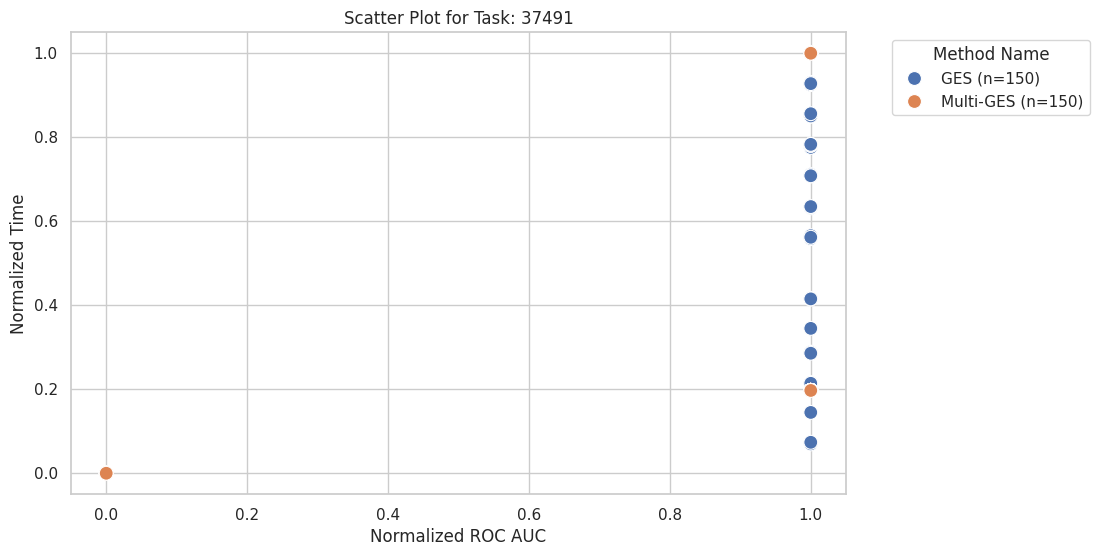 Scatter Plot for Task: 37491
Method Name
GES (n=150)
Multi-GES (n=150)
Normalized Time
1.0
0.8
0.6
0.4
0.2
0.0
0.0 0.2 0.4 0.6 0.8 1.0
Normalized ROC AUC